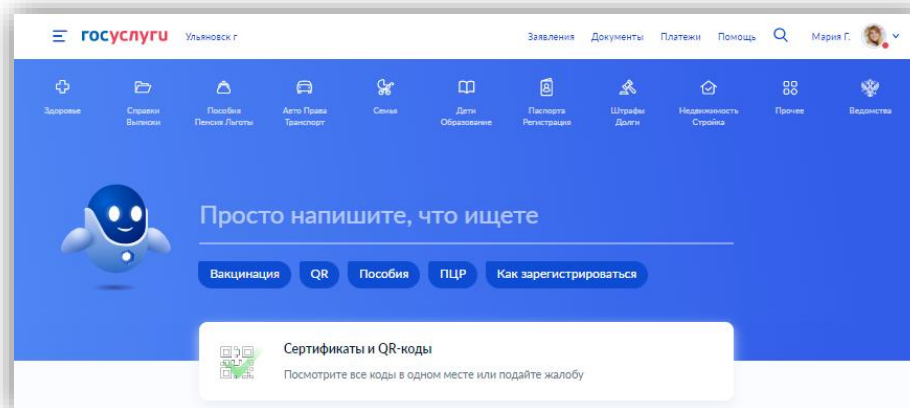 госуслуги Ульяновск г Заявления Документы Платежи Помощь Мария Г.
Здоровье Справки Выписки Пособия Пенсия Льготы Авто Права Транспорт Семья Дети Образование Паспорта Регистрация Штрафы Долги Недвижимость Стройка Прочее Ведомства
Просто напишите, что ищете
Вакцинация QR Пособия ПЦР Как зарегистрироваться
Сертификаты и QR-коды
Посмотрите все коды в одном месте или подайте жалобу